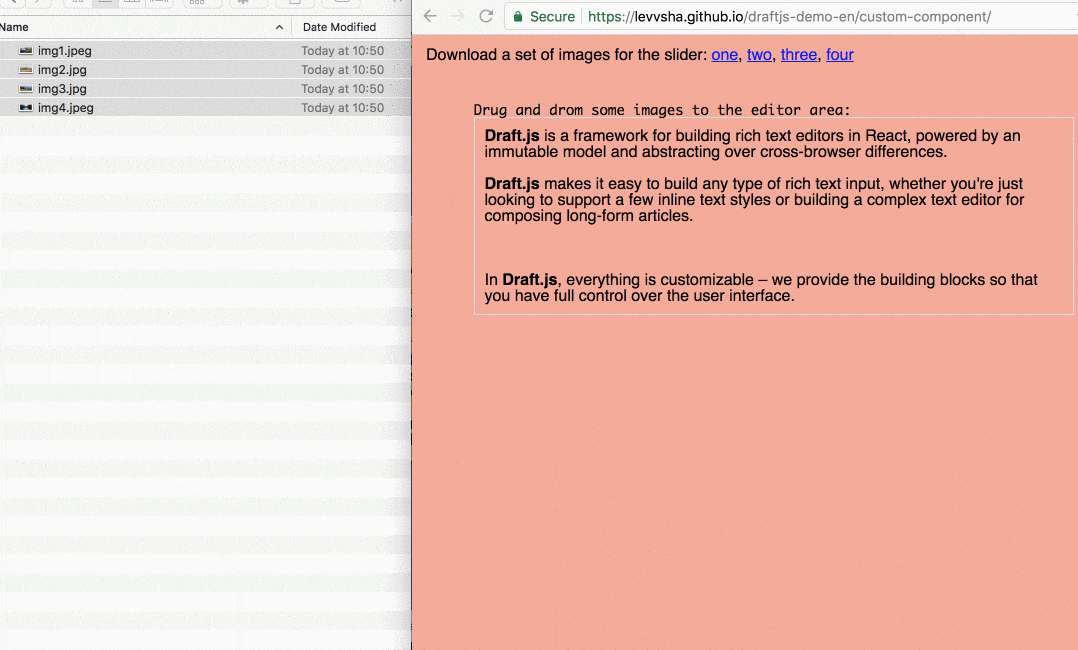 Name Date Modified
img1.jpeg Today at 10:50
img2.jpg Today at 10:50
img3.jpg Today at 10:50
img4.jpeg Today at 10:50
Secure https://levvsha.github.io/draftjs-demo-en/custom-component/
Download a set of images for the slider: one, two, three, four
Drug and drom some images to the editor area:
Draft.js is a framework for building rich text editors in React, powered by an
immutable model and abstracting over cross-browser differences.
Draft.js makes it easy to build any type of rich text input, whether you're just
looking to support a few inline text styles or building a complex text editor for
composing long-form articles.
In Draft.js, everything is customizable – we provide the building blocks so that
you have full control over the user interface.